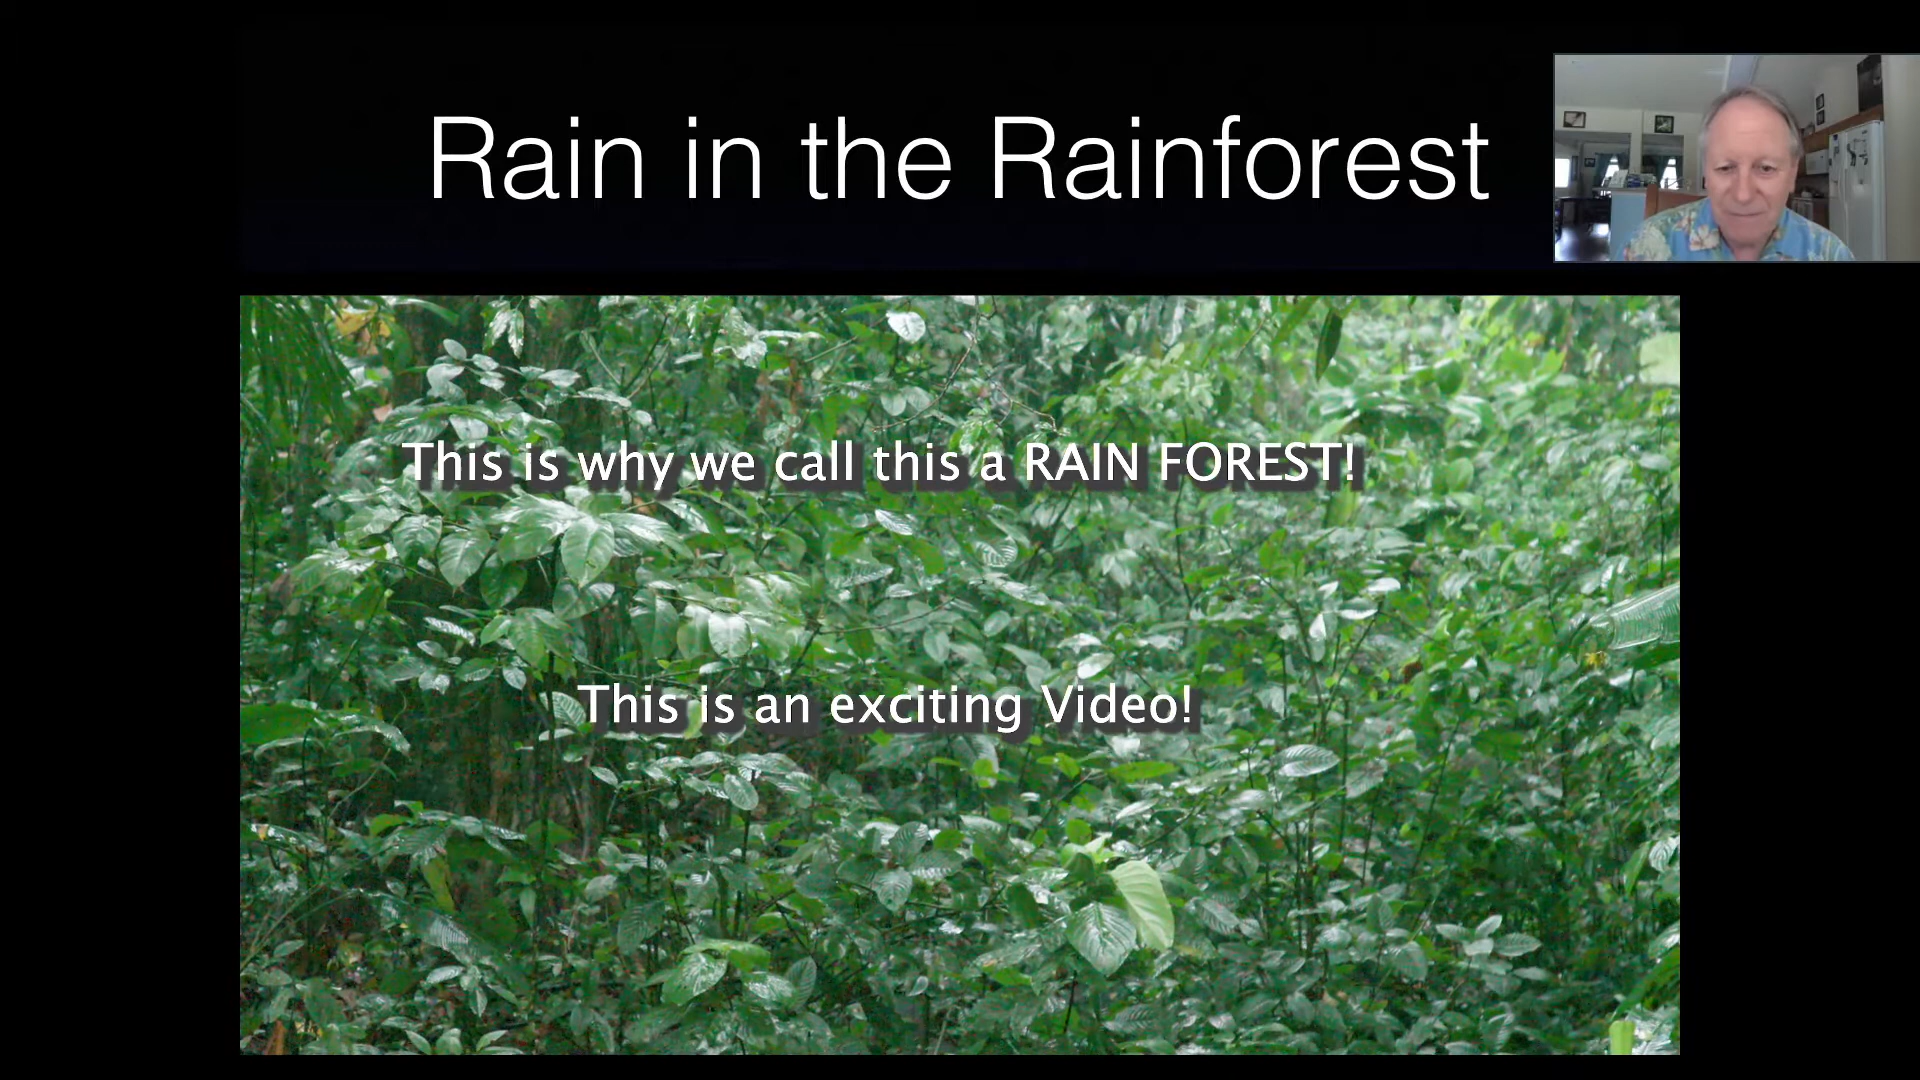 Rain in the Rainforest
This is why we call this a RAIN FOREST!
This is an exciting Video!